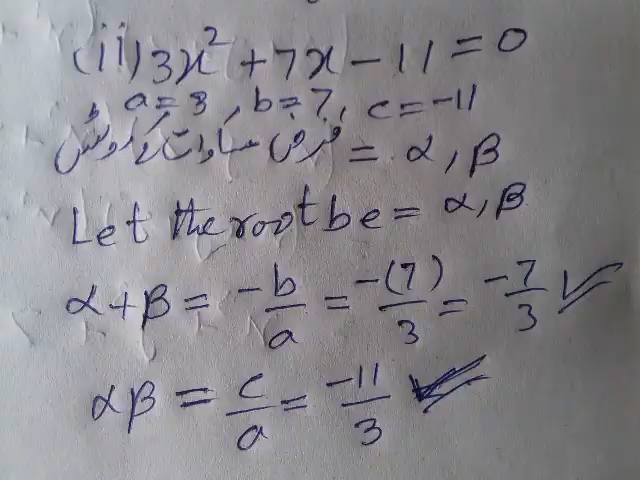 (ii) 3x² + 7x - 11 = 0
a = 3, b = 7, c = -11
فرض مساوات کے روٹس = α, β
Let the root be = α, β
α + β = -b/a = -(7)/3 = -7/3 ✓
αβ = c/a = -11/3 ✓